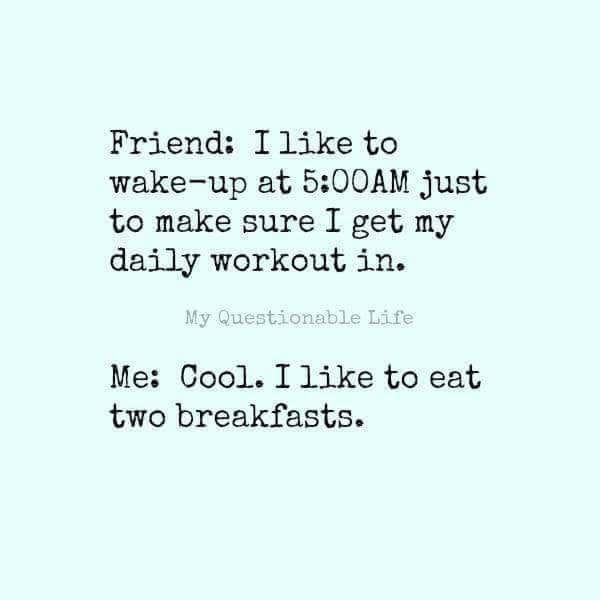 Friend: I like to
wake-up at 5:00AM just
to make sure I get my
daily workout in.
My Questionable Life
Me: Cool. I like to eat
two breakfasts.